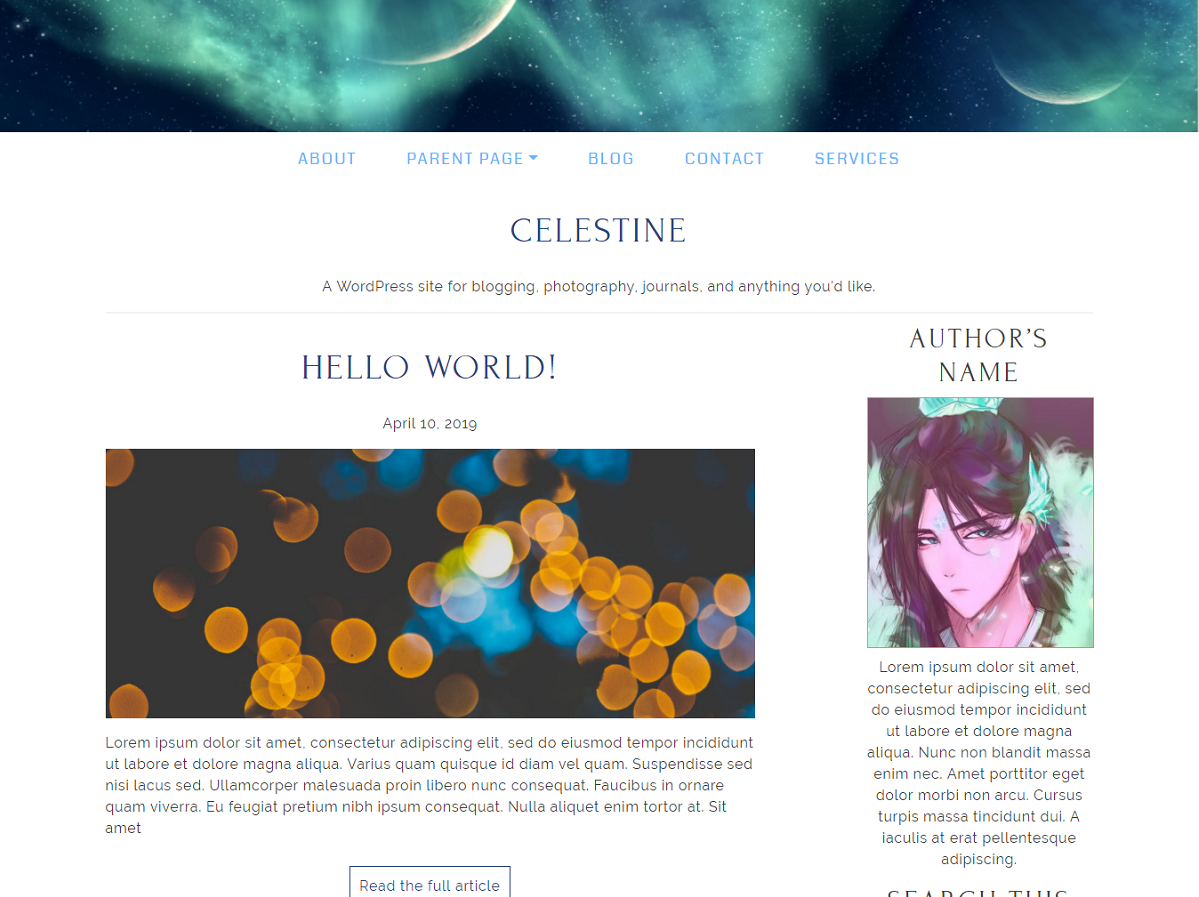 ABOUT
PARENT PAGE
BLOG
CONTACT
SERVICES
CELESTINE
A WordPress site for blogging, photography, journals, and anything you'd like.
HELLO WORLD!
April 10, 2019
Lorem ipsum dolor sit amet, consectetur adipiscing elit, sed do eiusmod tempor incididunt
ut labore et dolore magna aliqua. Varius quam quisque id diam vel quam. Suspendisse sed
nisi lacus sed. Ullamcorper malesuada proin libero nunc consequat. Faucibus in ornare
quam viverra. Eu feugiat pretium nibh ipsum consequat. Nulla aliquet enim tortor at. Sit
amet
Read the full article
AUTHOR’S
NAME
Lorem ipsum dolor sit amet,
consectetur adipiscing elit, sed
do eiusmod tempor incididunt
ut labore et dolore magna
aliqua. Nunc non blandit massa
enim nec. Amet porttitor eget
dolor morbi non arcu. Cursus
turpis massa tincidunt dui. A
iaculis at erat pellentesque
adipiscing.
SEARCH THIS